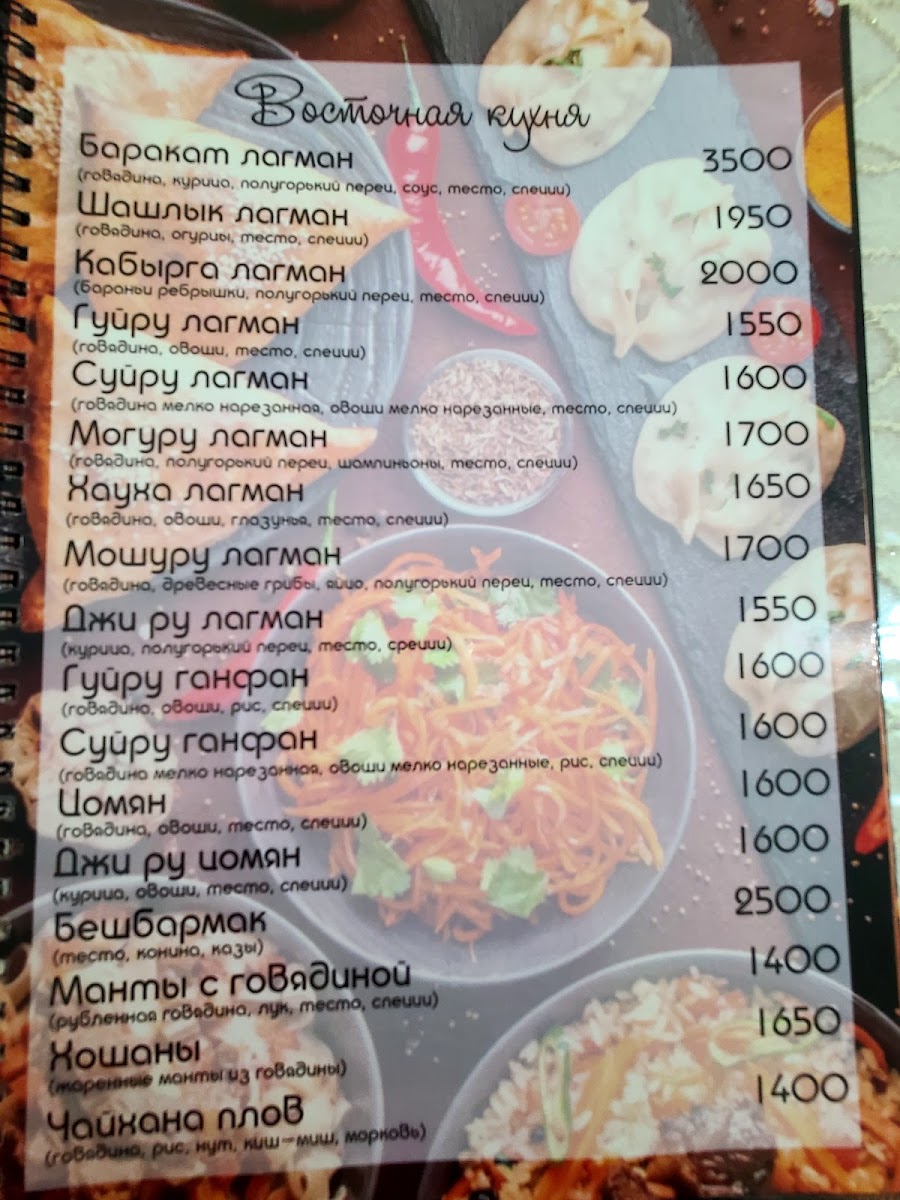 Восточная кухня
Баракат лагман 3500
(говядина, курица, полугорький перец, соус, тесто, специи)
Шашлык лагман 1950
(говядина, огурцы, тесто, специи)
Кабырга лагман 2000
(бараньи ребрышки, полугорький перец, тесто, специи)
Гуйру лагман 1550
(говядина, овощи, тесто, специи)
Суйру лагман 1600
(говядина мелко нарезанная, овощи мелко нарезанные, тесто, специи)
Могуру лагман 1700
(говядина, полугорький перец, шампиньоны, тесто, специи)
Хауха лагман 1650
(говядина, овощи, глазунья, тесто, специи)
Мошуру лагман 1700
(говядина, древесные грибы, яйцо, полугорький перец, тесто, специи)
Джи ру лагман 1550
(курица, полугорький перец, тесто, среции)
Гуйру ганфан 1600
(говядина, овощи, рис, специи)
Суйру ганфан 1600
(говядина мелко нарезанная, овощи мелко нарезанные, рис, специи)
Цомян 1600
(говядина, овощи, тесто, специи)
Джи ру цомян 1600
(курица, овощи, тесто, специи)
Бешбармак 2500
(тесто, конина, казы)
Манты с говядиной 1400
(рубленная говядина, лук, тесто, специи)
Хошаны 1650
(жаренные манты из говядины)
Чайхана плов 1400
(говядина, рис, нут, киш-миш, морковь)